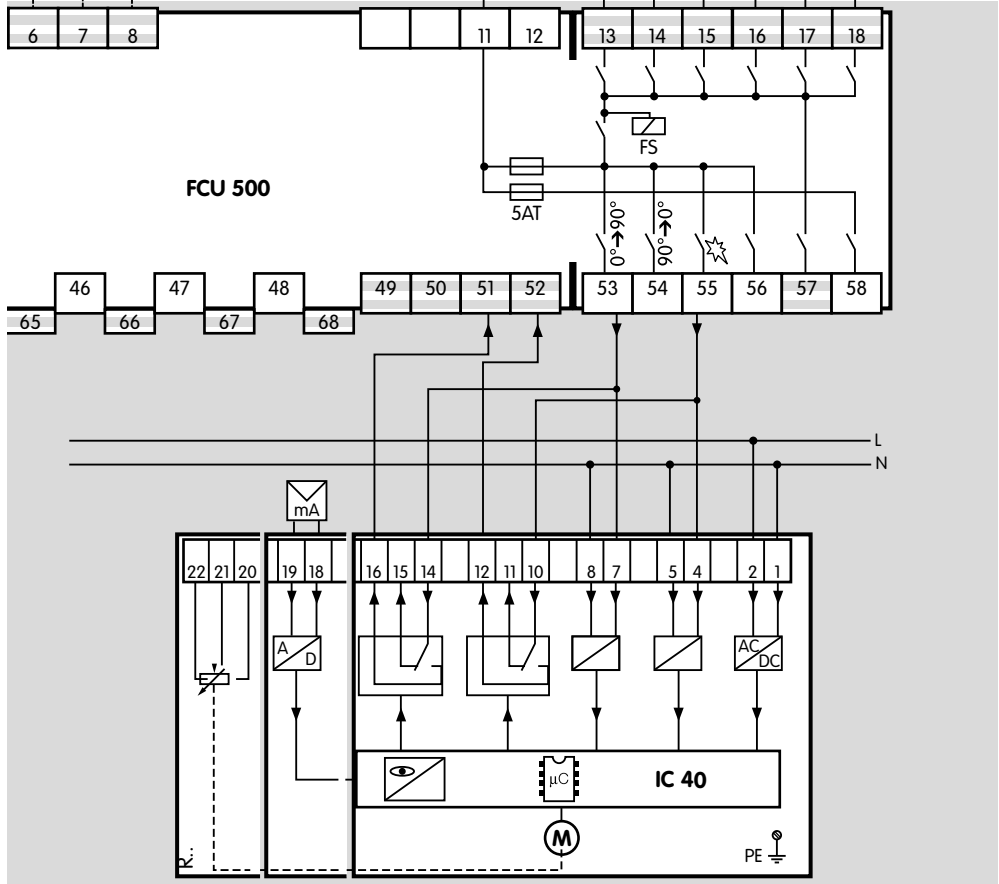 6 7 8 11 12 13 14 15 16 17 18
FS
FCU 500
5AT
0°➔90°
90°➔0°
46 47 48 49 50 51 52 53 54 55 56 57 58
65 66 67 68
L
N
mA
22 21 20 19 18 16 15 14 12 11 10 8 7 5 4 2 1
A
D
AC
DC
µC
IC 40
M
PE
R..